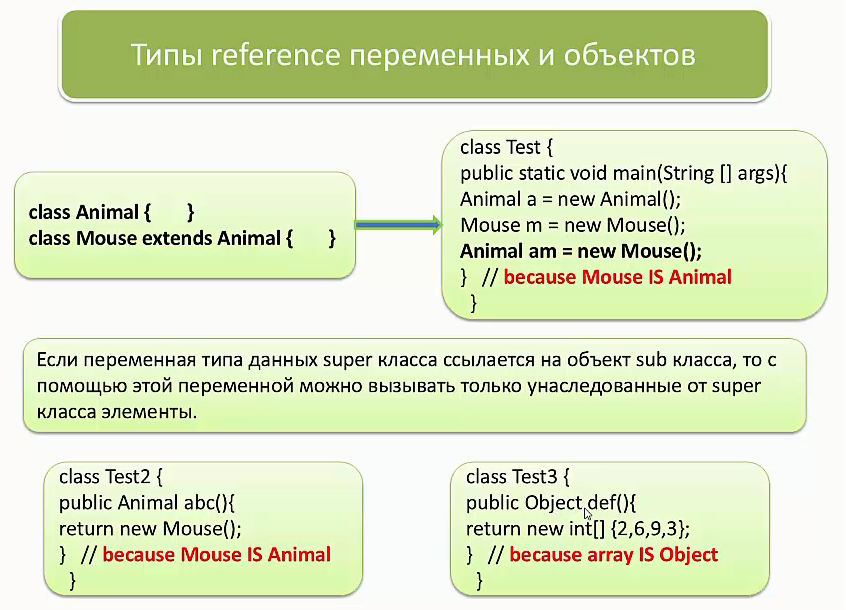 Типы reference переменных и объектов
class Animal {      }
class Mouse extends Animal {      }
class Test {
public static void main(String [] args){
Animal a = new Animal();
Mouse m = new Mouse();
Animal am = new Mouse();
}   // because Mouse IS Animal
}
Если переменная типа данных super класса ссылается на объект sub класса, то с
помощью этой переменной можно вызывать только унаследованные от super
класса элементы.
class Test2 {
public Animal abc(){
return new Mouse();
}   // because Mouse IS Animal
}
class Test3 {
public Object def(){
return new int[] {2,6,9,3};
}   // because array IS Object
}